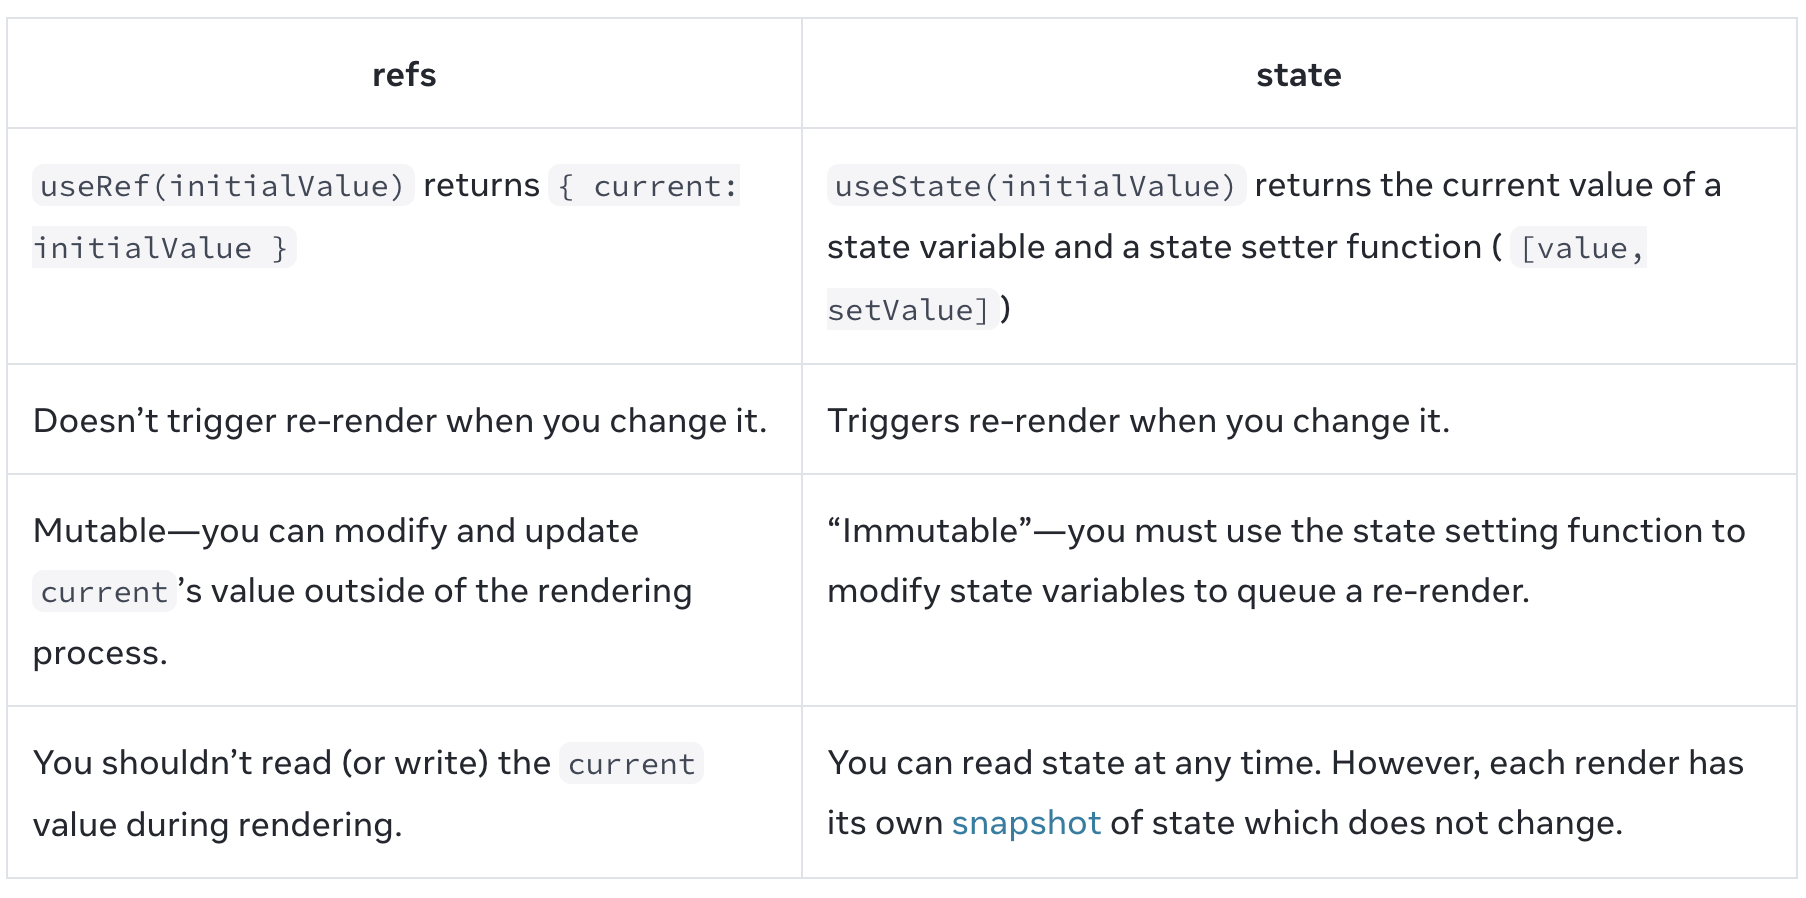 refs
state
useRef(initialValue) returns { current:
initialValue }
useState(initialValue) returns the current value of a
state variable and a state setter function ( [value,
setValue])
Doesn’t trigger re-render when you change it.
Triggers re-render when you change it.
Mutable—you can modify and update
current’s value outside of the rendering
process.
“Immutable”—you must use the state setting function to
modify state variables to queue a re-render.
You shouldn’t read (or write) the current
value during rendering.
You can read state at any time. However, each render has
its own snapshot of state which does not change.